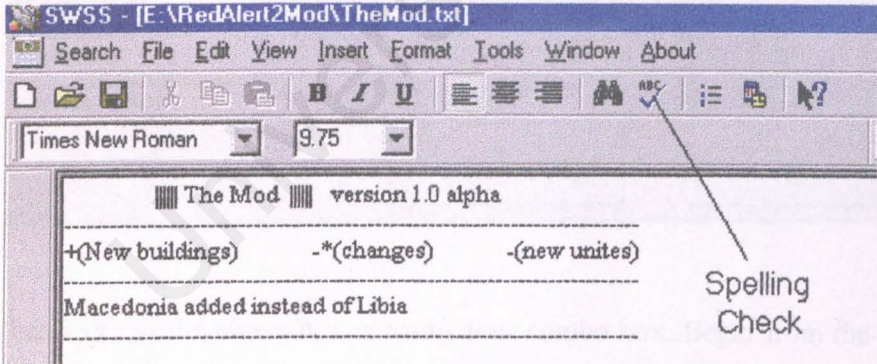 SWSS - [E:\RedAlert2Mod\TheMod.txt]
Search File Edit View Insert Format Tools Window About
B I U ABC
Times New Roman 9.75
The Mod version 1.0 alpha
+(New buildings) -*(changes) -(new unites)
Macedonia added instead of Libia
Spelling
Check